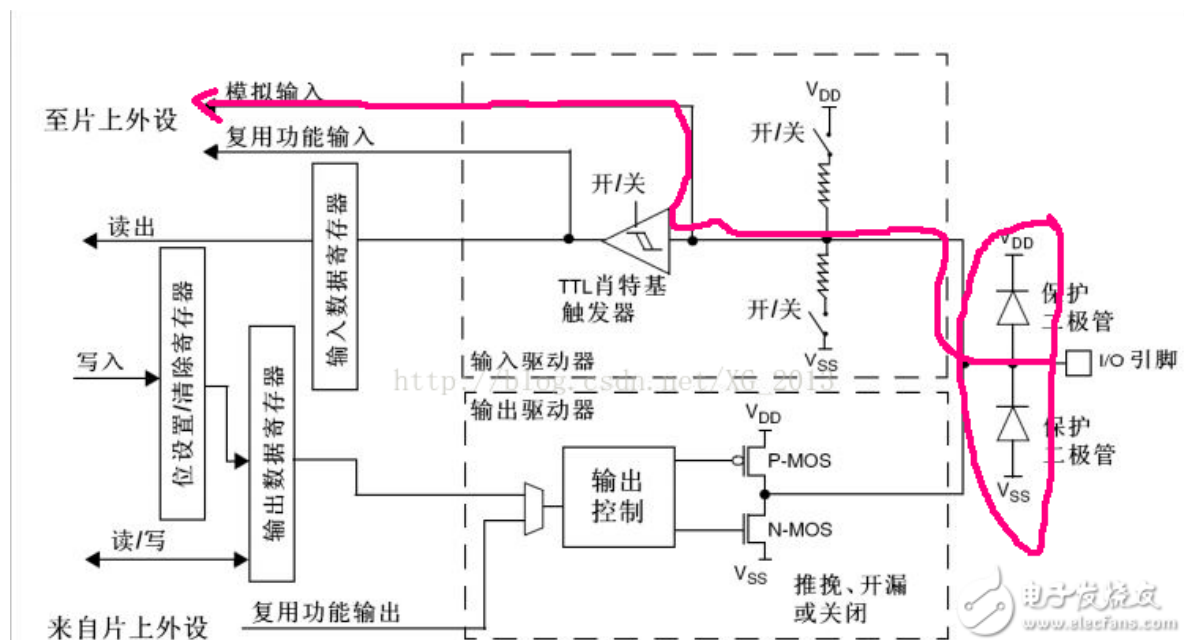 模拟输入
至片上外设
复用功能输入
VDD
开/关
开/关
读出
输入数据寄存器
TTL肖特基
触发器
开/关
VSS
VDD
保护
二极管
I/O 引脚
保护
二极管
VSS
输入驱动器
位设置/清除寄存器
写入
输出数据寄存器
http://blog.csdn.net/XG_2013
输出驱动器
VDD
P-MOS
输出
控制
N-MOS
VSS
读/写
推挽、开漏
或关闭
复用功能输出
来自片上外设
电子发烧友
www.elecfans.com